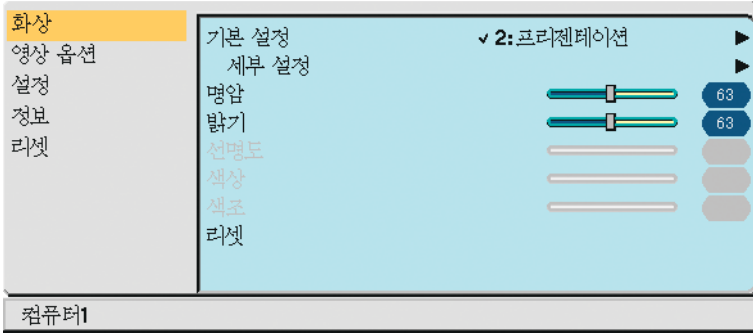 화상
영상 옵션
설정
정보
리셋
기본 설정 ✓2:프리젠테이션 ▶
세부 설정 ▶
명암 63
밝기 63
선명도
색상
색조
리셋
컴퓨터1